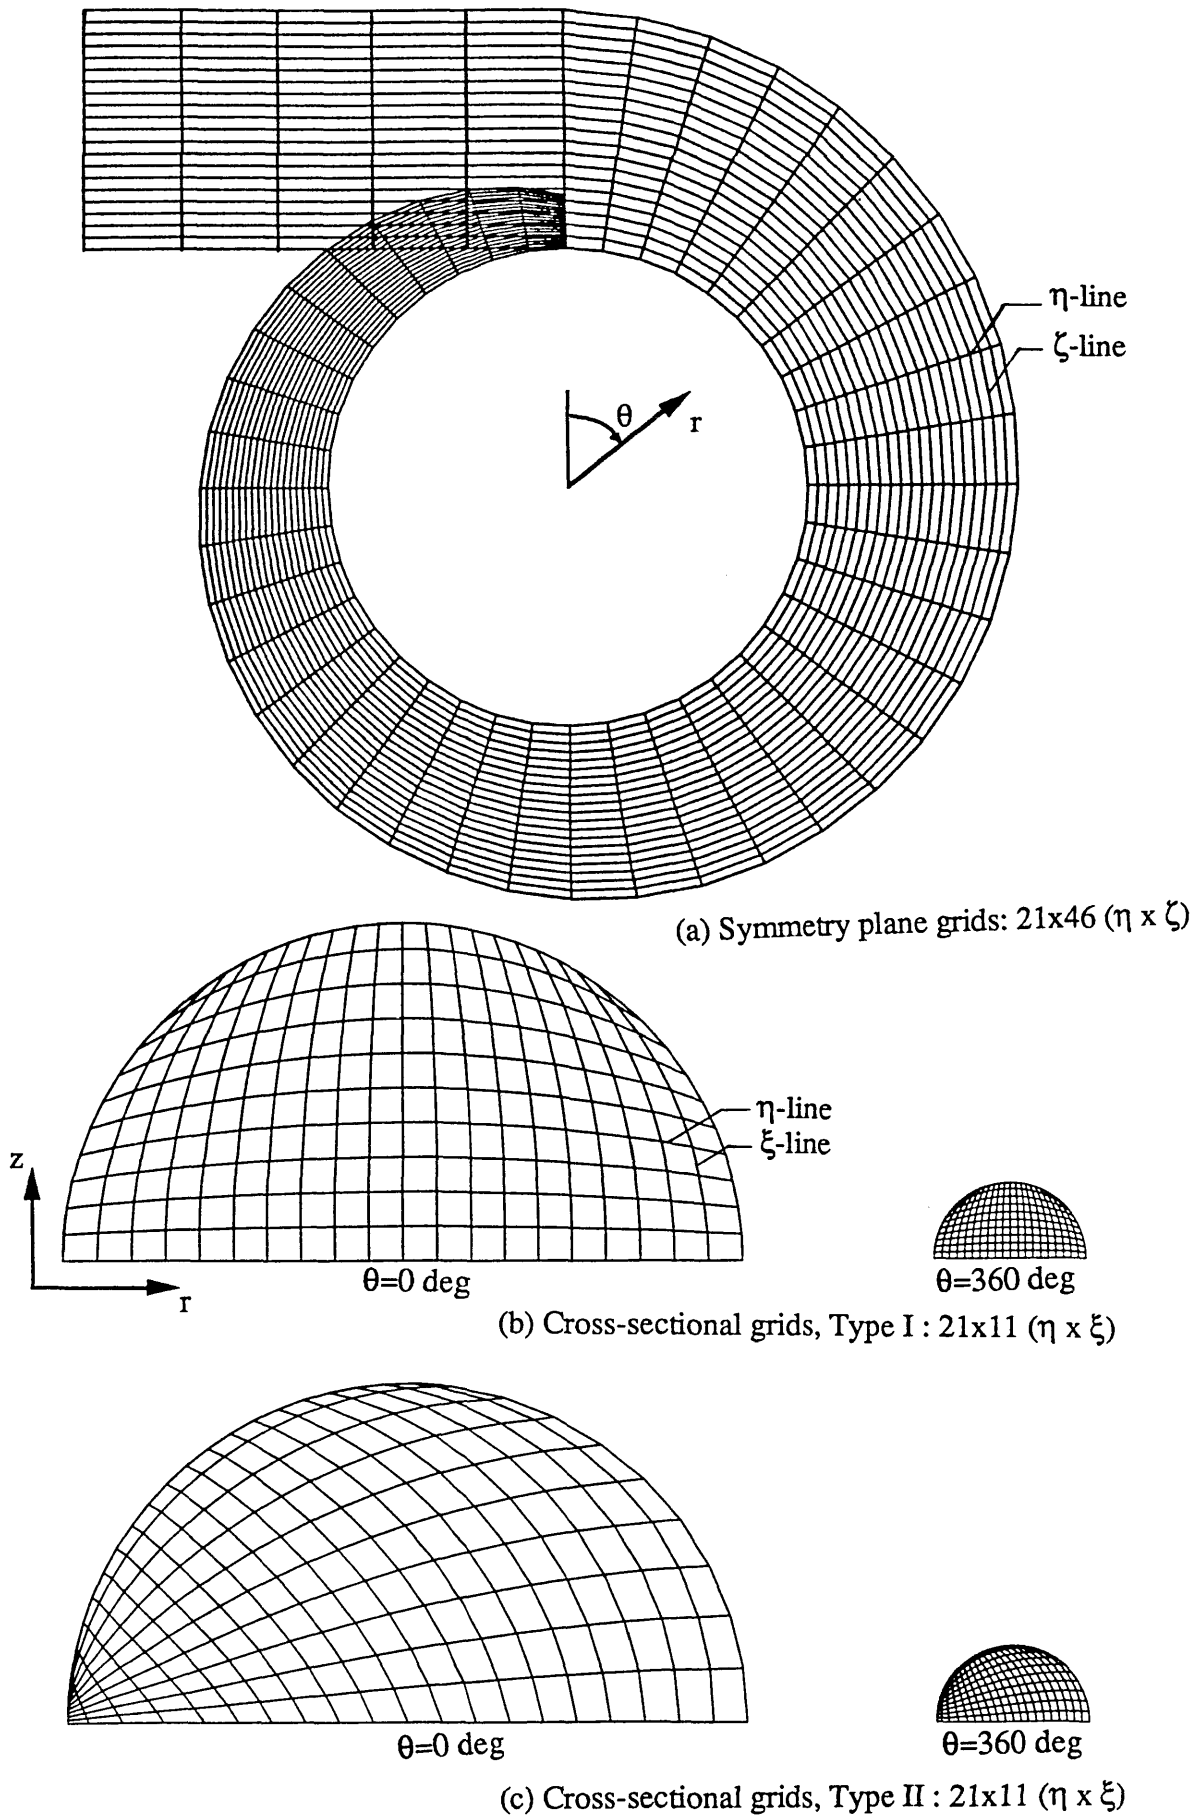 η-line
ζ-line
θ
r
(a) Symmetry plane grids: 21x46 (η x ζ)
η-line
ξ-line
z
r
θ=0 deg
θ=360 deg
(b) Cross-sectional grids, Type I : 21x11 (η x ξ)
θ=0 deg
θ=360 deg
(c) Cross-sectional grids, Type II : 21x11 (η x ξ)